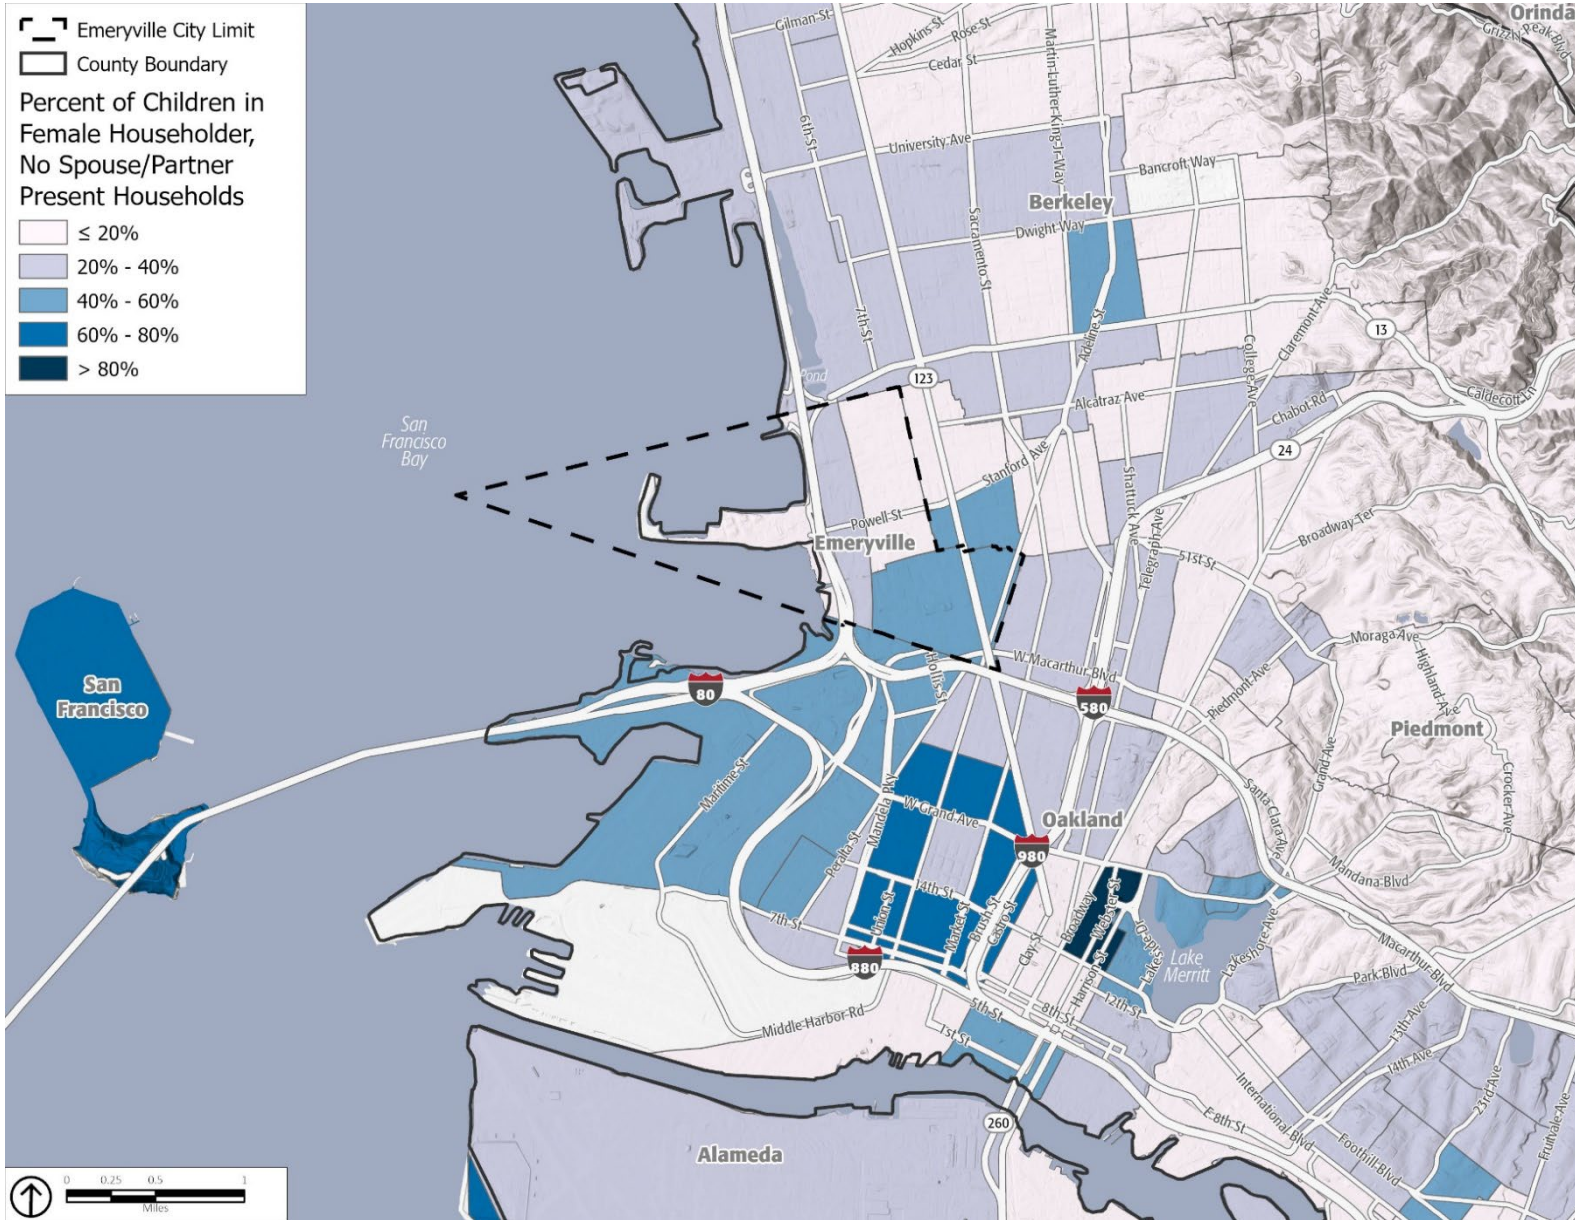 Emeryville City Limit
County Boundary
Percent of Children in
Female Householder,
No Spouse/Partner
Present Households
≤ 20%
20% - 40%
40% - 60%
60% - 80%
> 80%
Orinda
Grizzly Peak Blvd
Gilman St
Hopkins St
Rose St
Cedar St
Martin Luther King Jr Way
6th St
University Ave
Bancroft Way
Berkeley
Dwight Way
Sacramento St
7th St
Adeline St
College Ave
Claremont Ave
13
Pond
123
Alcatraz Ave
Chabot Rd
Caldecott Ln
San
Francisco
Bay
24
Stanford Ave
Shattuck Ave
Telegraph Ave
Powell St
Emeryville
Broadway Ter
51st St
Moraga Ave
Highland Ave
Hollis St
W Macarthur Blvd
Piedmont Ave
San
Francisco
80
580
Piedmont
Grand Ave
Crocker Ave
Maritime St
Mandela Pky
W Grand Ave
Oakland
Santa Clara Ave
Peralta St
980
Mandana Blvd
14th St
Union St
Market St
Brush St
Castro St
Broadway
Webster St
7th St
Clay St
Harrison St
Lakeside Dr
Lake
Merritt
Lakeshore Ave
Macarthur Blvd
Park Blvd
880
12th St
5th St
8th St
Middle Harbor Rd
1st St
13th Ave
14th Ave
23rd Ave
Fruitvale Ave
International Blvd
E 8th St
Foothill Blvd
260
Alameda
0 0.25 0.5 1
Miles